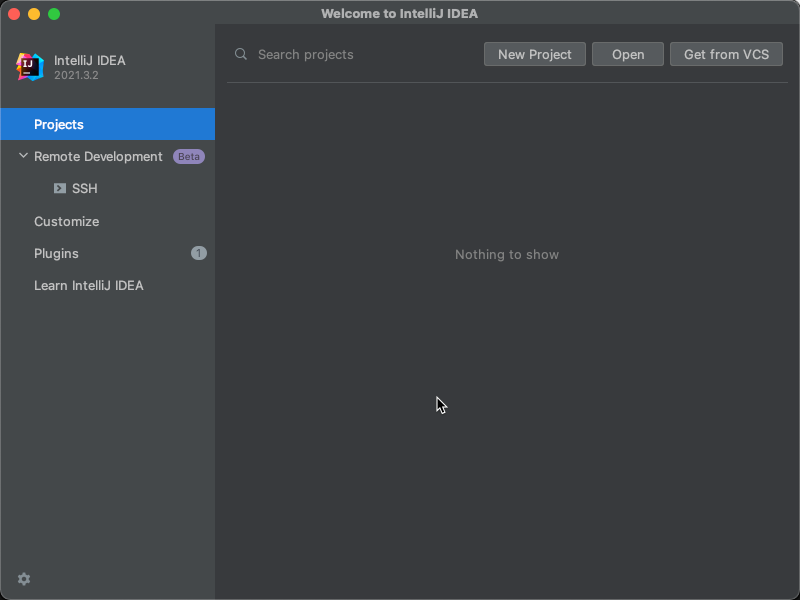 Welcome to IntelliJ IDEA
IJ
IntelliJ IDEA
2021.3.2
Search projects
New Project
Open
Get from VCS
Projects
Remote Development Beta
SSH
Customize
Plugins 1
Learn IntelliJ IDEA
Nothing to show